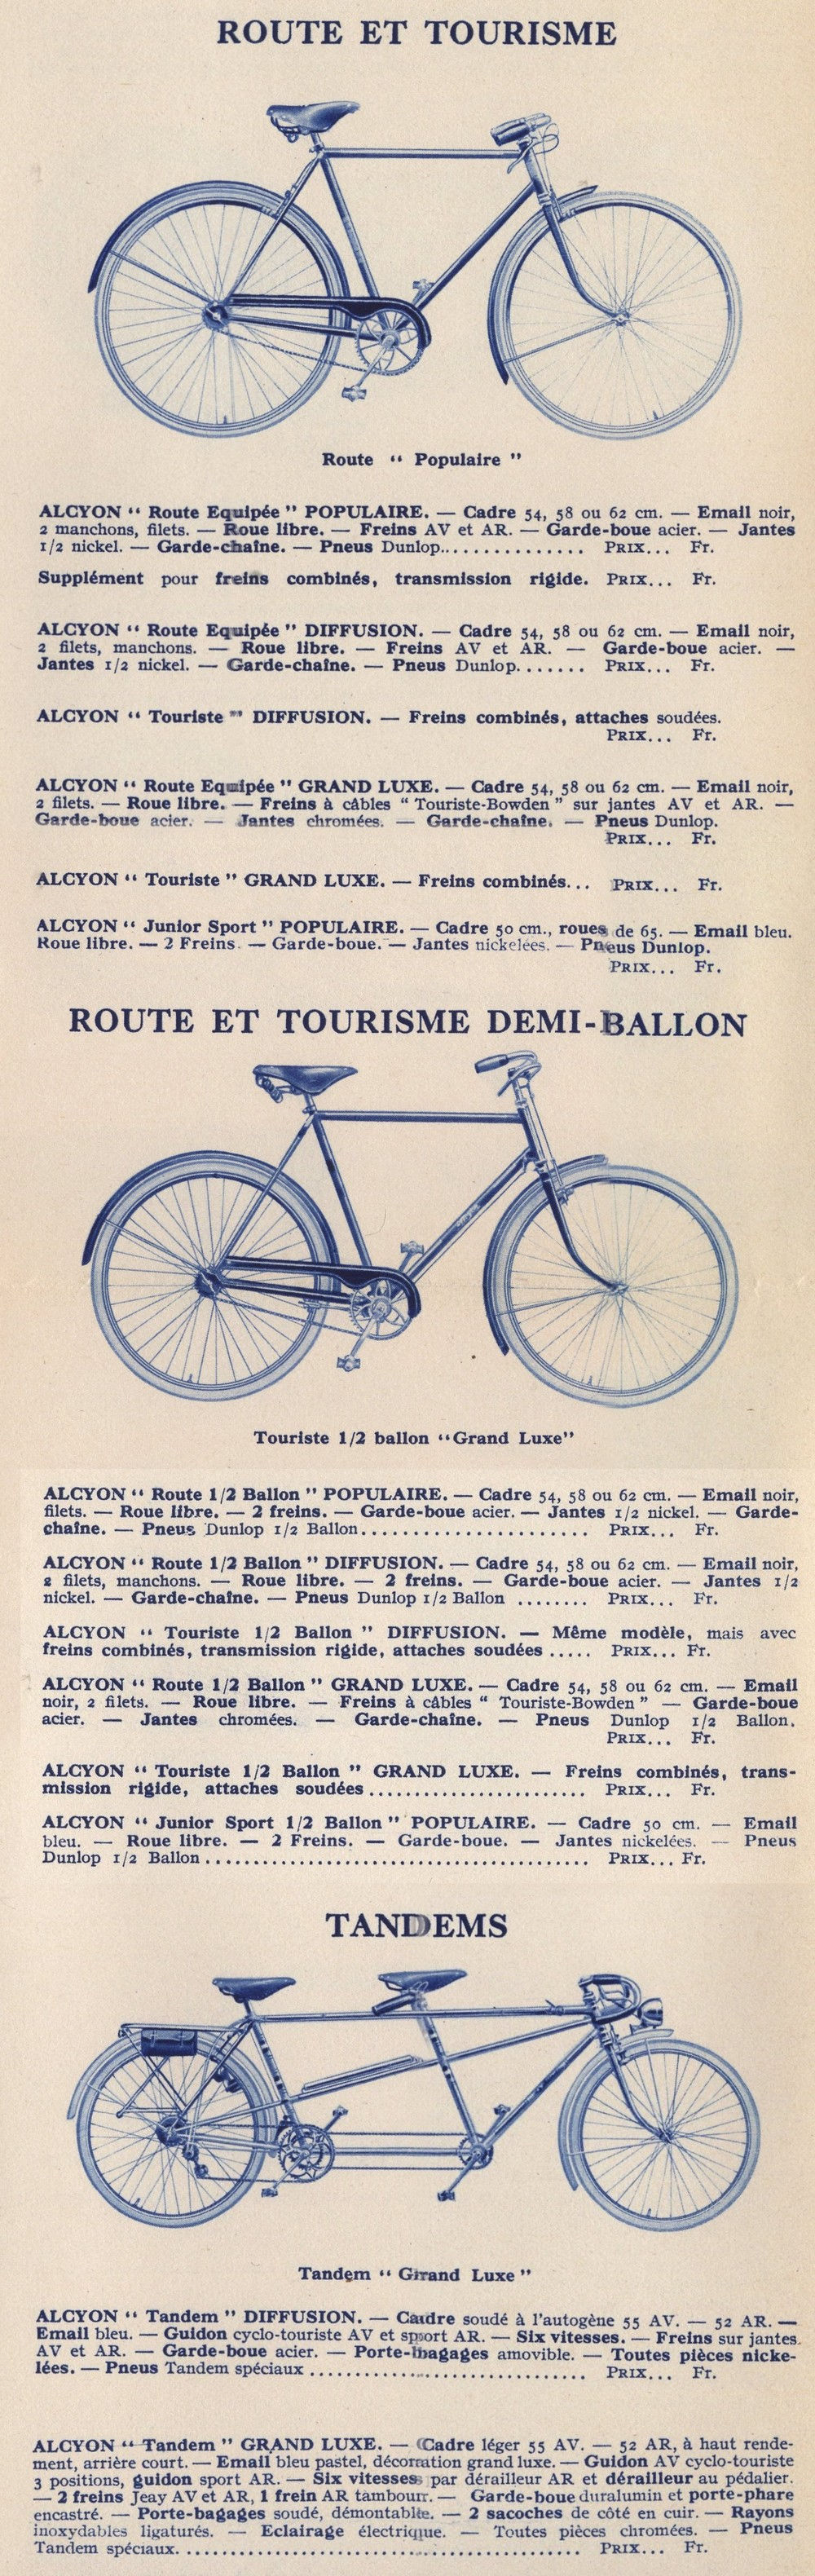 ROUTE ET TOURISME
Route “ Populaire ”
ALCYON “ Route Equipée ” POPULAIRE. — Cadre 54, 58 ou 62 cm. — Email noir,
2 manchons, filets. — Roue libre. — Freins AV et AR. — Garde-boue acier. — Jantes
1/2 nickel. — Garde-chaîne. — Pneus Dunlop............... PRIX... Fr.
Supplément pour freins combinés, transmission rigide. PRIX... Fr.
ALCYON “ Route Equipée ” DIFFUSION. — Cadre 54, 58 ou 62 cm. — Email noir,
2 filets, manchons. — Roue libre. — Freins AV et AR. — Garde-boue acier. —
Jantes 1/2 nickel. — Garde-chaîne. — Pneus Dunlop....... PRIX... Fr.
ALCYON “ Touriste ” DIFFUSION. — Freins combinés, attaches soudées.
PRIX... Fr.
ALCYON “ Route Equipée ” GRAND LUXE. — Cadre 54, 58 ou 62 cm. — Email noir,
2 filets. — Roue libre. — Freins à câbles “ Touriste-Bowden ” sur jantes AV et AR. —
Garde-boue acier. — Jantes chromées. — Garde-chaîne. — Pneus Dunlop.
PRIX... Fr.
ALCYON “ Touriste ” GRAND LUXE. — Freins combinés... PRIX... Fr.
ALCYON “ Junior Sport ” POPULAIRE. — Cadre 50 cm., roues de 65. — Email bleu.
Roue libre. — 2 Freins. — Garde-boue. — Jantes nickelées. — Pneus Dunlop.
PRIX... Fr.
ROUTE ET TOURISME DEMI-BALLON
Touriste 1/2 ballon “Grand Luxe”
ALCYON “ Route 1/2 Ballon ” POPULAIRE. — Cadre 54, 58 ou 62 cm. — Email noir,
filets. — Roue libre. — 2 freins. — Garde-boue acier. — Jantes 1/2 nickel. — Garde-
chaîne. — Pneus Dunlop 1/2 Ballon........................ PRIX... Fr.
ALCYON “ Route 1/2 Ballon ” DIFFUSION. — Cadre 54, 58 ou 62 cm. — Email noir,
2 filets, manchons. — Roue libre. — 2 freins. — Garde-boue acier. — Jantes 1/2
nickel. — Garde-chaîne. — Pneus Dunlop 1/2 Ballon ........ PRIX... Fr.
ALCYON “ Touriste 1/2 Ballon ” DIFFUSION. — Même modèle, mais avec
freins combinés, transmission rigide, attaches soudées ..... PRIX... Fr.
ALCYON “ Route 1/2 Ballon ” GRAND LUXE. — Cadre 54, 58 ou 62 cm. — Email
noir, 2 filets. — Roue libre. — Freins à câbles “ Touriste-Bowden ” — Garde-boue
acier. — Jantes chromées. — Garde-chaîne. — Pneus Dunlop 1/2 Ballon.
PRIX... Fr.
ALCYON “ Touriste 1/2 Ballon ” GRAND LUXE. — Freins combinés, trans-
mission rigide, attaches soudées ....................... PRIX... Fr.
ALCYON “ Junior Sport 1/2 Ballon ” POPULAIRE. — Cadre 50 cm. — Email
bleu. — Roue libre. — 2 Freins. — Garde-boue. — Jantes nickelées. — Pneus
Dunlop 1/2 Ballon ........................................ PRIX... Fr.
TANDEMS
Tandem “ Grand Luxe ”
ALCYON “ Tandem ” DIFFUSION. — Cadre soudé à l'autogène 55 AV. — 52 AR. —
Email bleu. — Guidon cyclo-touriste AV et sport AR. — Six vitesses. — Freins sur jantes
AV et AR. — Garde-boue acier. — Porte-bagages amovible. — Toutes pièces nicke-
lées. — Pneus Tandem spéciaux ............................. PRIX... Fr.
ALCYON “ Tandem ” GRAND LUXE. — Cadre léger 55 AV. — 52 AR, à haut rende-
ment, arrière court. — Email bleu pastel, décoration grand luxe. — Guidon AV cyclo-touriste
3 positions, guidon sport AR. — Six vitesses par dérailleur AR et dérailleur au pédalier.
— 2 freins Jeay AV et AR, 1 frein AR tambour. — Garde-boue duralumin et porte-phare
encastré. — Porte-bagages soudé, démontable. — 2 sacoches de côté en cuir. — Rayons
inoxydables ligaturés. — Eclairage électrique. — Toutes pièces chromées. — Pneus
Tandem spéciaux. ......................................... PRIX... Fr.